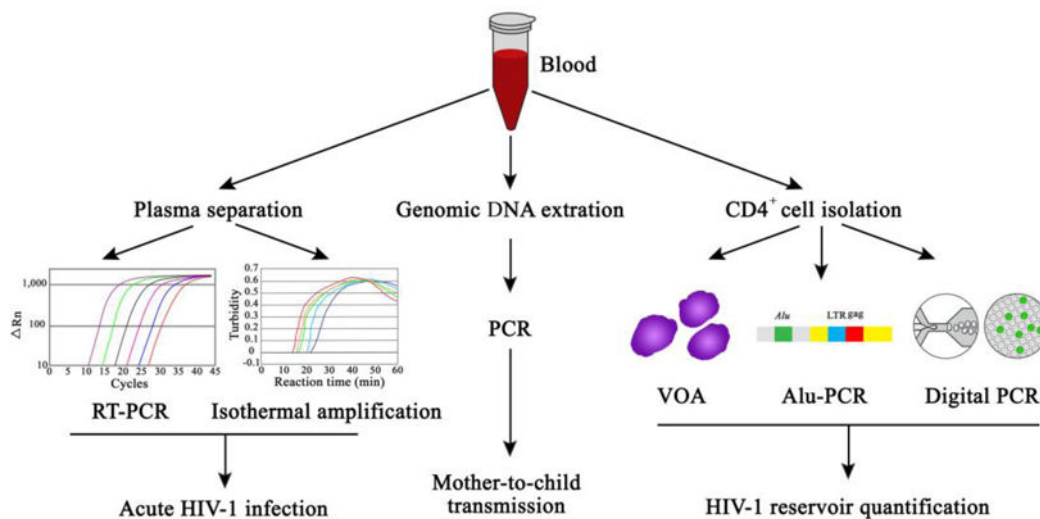 Blood
Plasma separation
Genomic DNA extration
CD4⁺ cell isolation
ΔRn
1,000
100
10
0 5 10 15 20 25 30 35 40 45
Cycles
Turbidity
0.7
0.6
0.5
0.4
0.3
0.2
0.1
0
-0.1
0 10 20 30 40 50 60
Reaction time (min)
PCR
Alu
LTR gag
RT-PCR
Isothermal amplification
VOA
Alu-PCR
Digital PCR
Acute HIV-1 infection
Mother-to-child
transmission
HIV-1 reservoir quantification